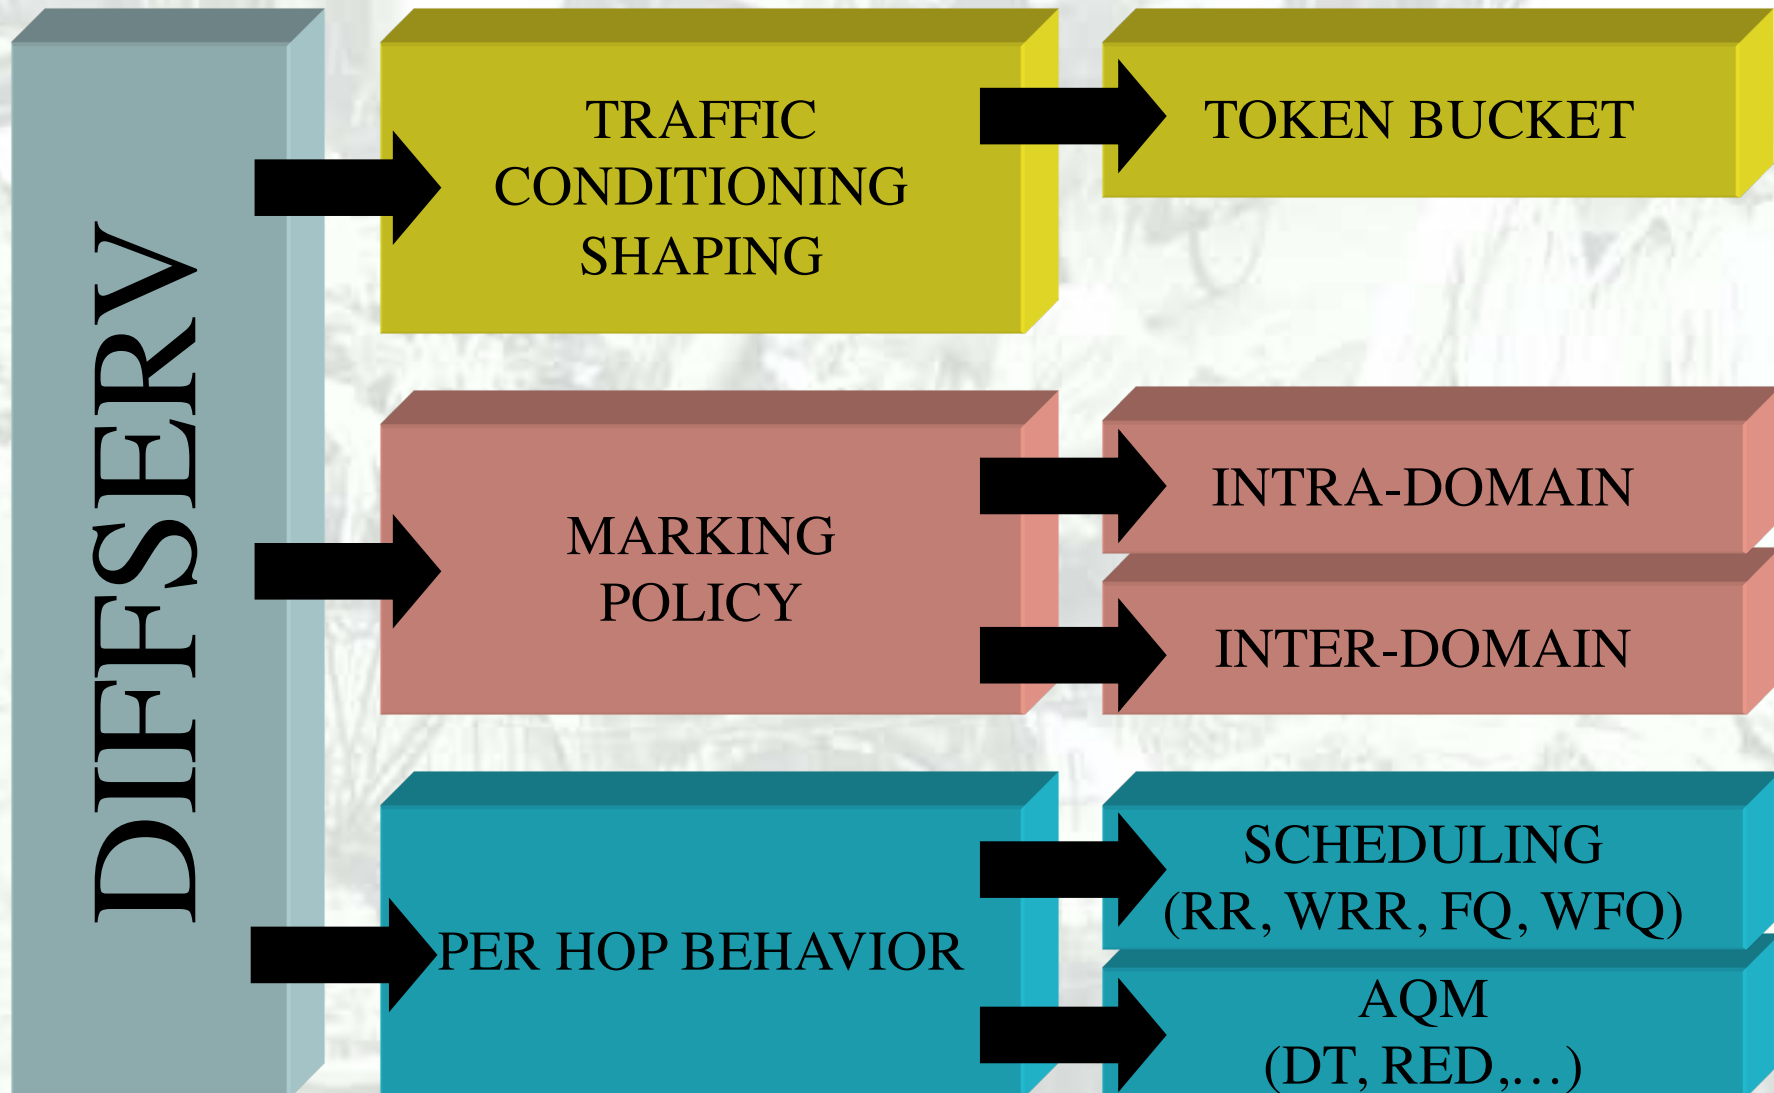 DIFFSERV
TRAFFIC
CONDITIONING
SHAPING
TOKEN BUCKET
MARKING
POLICY
INTRA-DOMAIN
INTER-DOMAIN
PER HOP BEHAVIOR
SCHEDULING
(RR, WRR, FQ, WFQ)
AQM
(DT, RED,…)